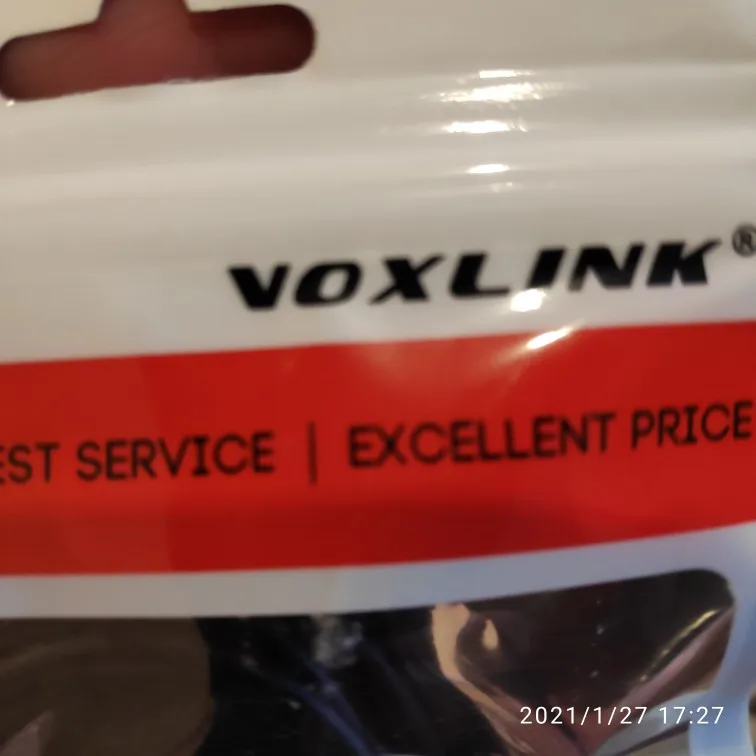 VOXLINK®
EST SERVICE | EXCELLENT PRICE
2021/1/27 17:27